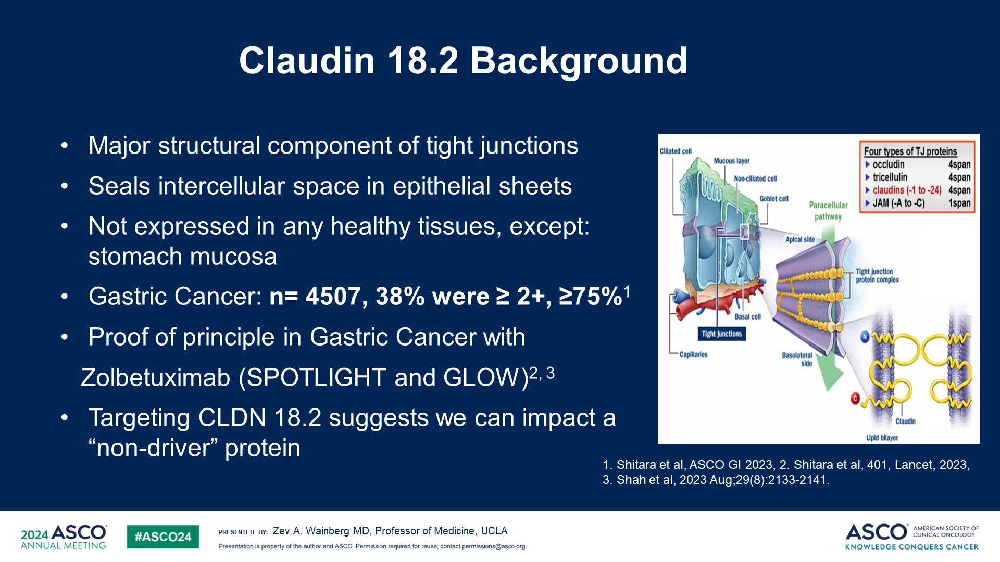 Claudin 18.2 Background
• Major structural component of tight junctions
• Seals intercellular space in epithelial sheets
• Not expressed in any healthy tissues, except:
stomach mucosa
• Gastric Cancer: n= 4507, 38% were ≥ 2+, ≥75%1
• Proof of principle in Gastric Cancer with
Zolbetuximab (SPOTLIGHT and GLOW)2, 3
• Targeting CLDN 18.2 suggests we can impact a
“non-driver” protein
Ciliated cell
Mucous layer
Non-ciliated cell
Goblet cell
Four types of TJ proteins
occludin 4span
tricellulin 4span
claudins (-1 to -24) 4span
JAM (-A to -C) 1span
Paracellular
pathway
Apical side
Tight junction
protein complex
Basal cell
Tight junctions
Capillaries
Basolateral
side
N
C
Claudin
Lipid bilayer
1. Shitara et al, ASCO GI 2023, 2. Shitara et al, 401, Lancet, 2023,
3. Shah et al, 2023 Aug;29(8):2133-2141.
2024 ASCO®
ANNUAL MEETING
#ASCO24
PRESENTED BY: Zev A. Wainberg MD, Professor of Medicine, UCLA
Presentation is property of the author and ASCO. Permission required for reuse; contact permissions@asco.org.
ASCO® AMERICAN SOCIETY OF
CLINICAL ONCOLOGY
KNOWLEDGE CONQUERS CANCER